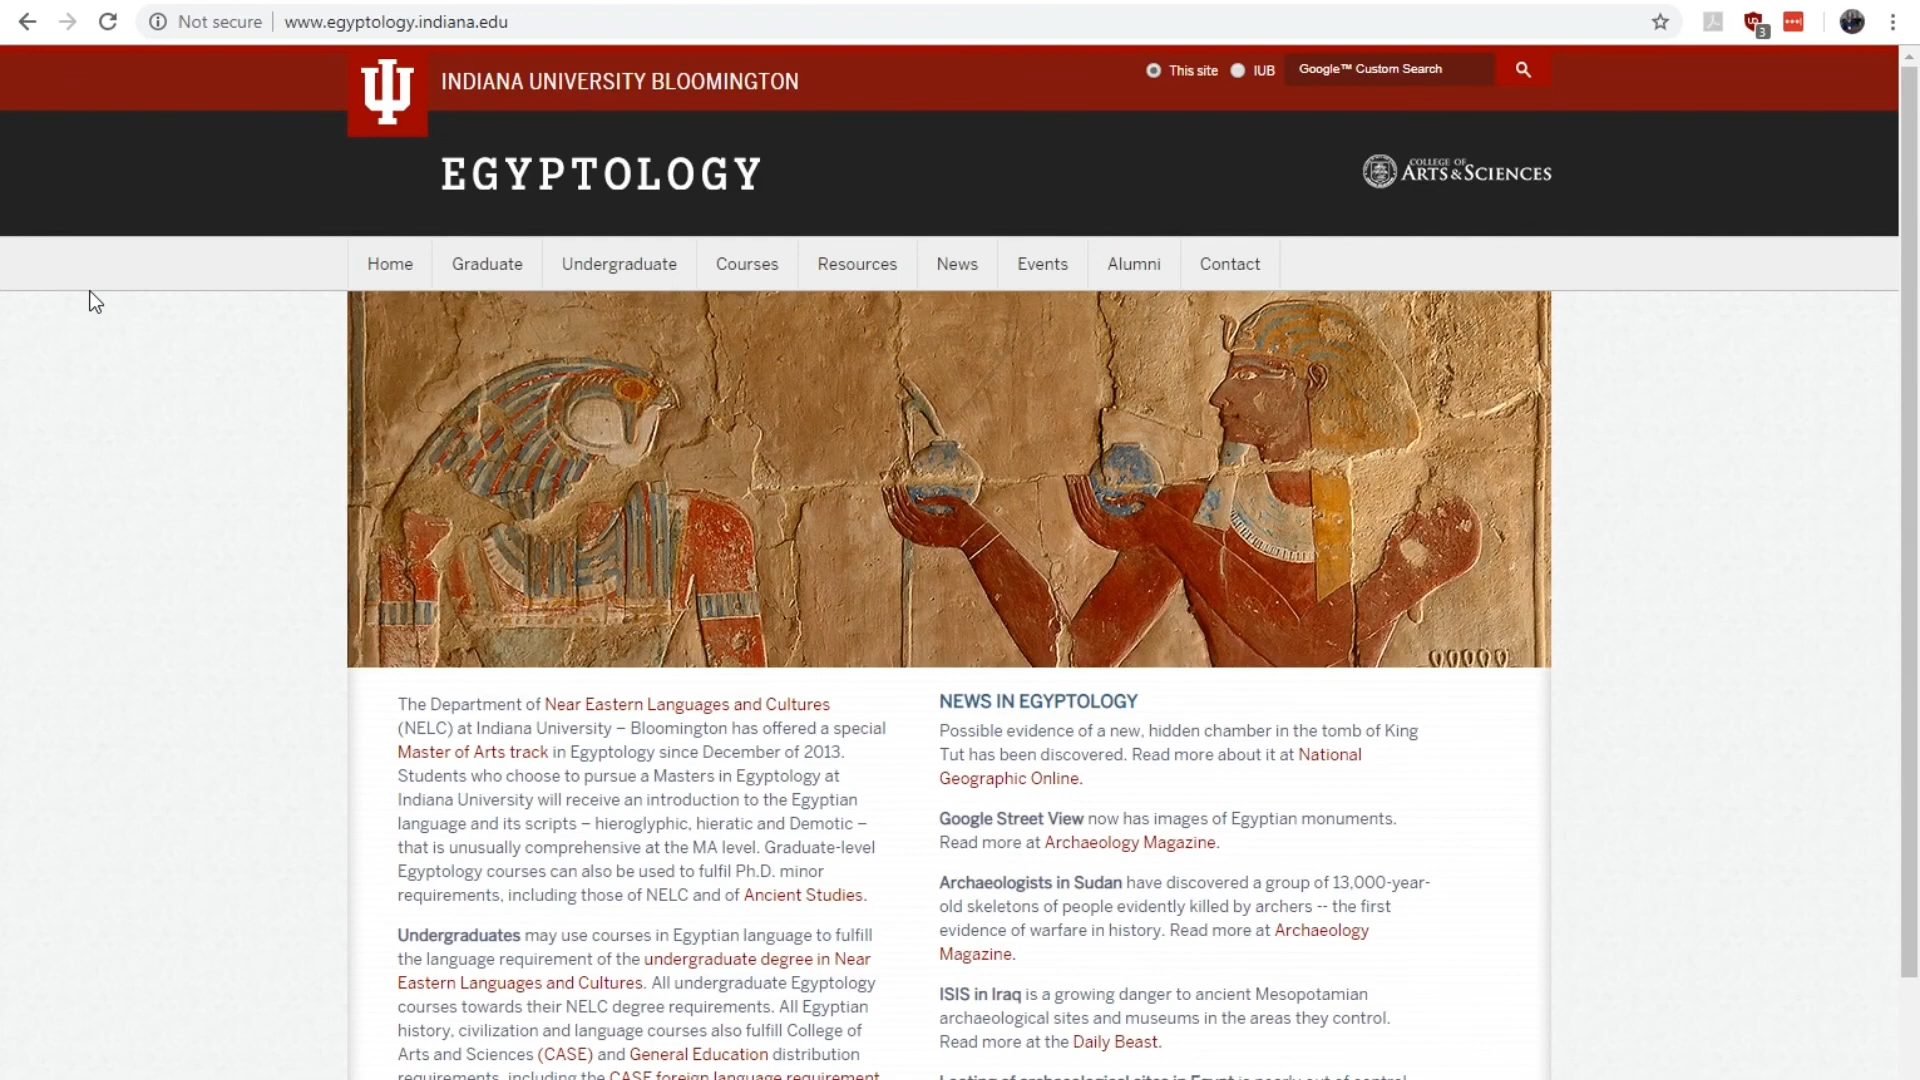 Not secure
www.egyptology.indiana.edu
3
INDIANA UNIVERSITY BLOOMINGTON
This site
IUB
Google™ Custom Search
EGYPTOLOGY
COLLEGE OF
ARTS & SCIENCES
Home
Graduate
Undergraduate
Courses
Resources
News
Events
Alumni
Contact
The Department of Near Eastern Languages and Cultures
(NELC) at Indiana University – Bloomington has offered a special
Master of Arts track in Egyptology since December of 2013.
Students who choose to pursue a Masters in Egyptology at
Indiana University will receive an introduction to the Egyptian
language and its scripts – hieroglyphic, hieratic and Demotic –
that is unusually comprehensive at the MA level. Graduate-level
Egyptology courses can also be used to fulfil Ph.D. minor
requirements, including those of NELC and of Ancient Studies.
Undergraduates may use courses in Egyptian language to fulfill
the language requirement of the undergraduate degree in Near
Eastern Languages and Cultures. All undergraduate Egyptology
courses towards their NELC degree requirements. All Egyptian
history, civilization and language courses also fulfill College of
Arts and Sciences (CASE) and General Education distribution
requirements, including the CASE foreign language requirement
NEWS IN EGYPTOLOGY
Possible evidence of a new, hidden chamber in the tomb of King
Tut has been discovered. Read more about it at National
Geographic Online.
Google Street View now has images of Egyptian monuments.
Read more at Archaeology Magazine.
Archaeologists in Sudan have discovered a group of 13,000-year-
old skeletons of people evidently killed by archers -- the first
evidence of warfare in history. Read more at Archaeology
Magazine.
ISIS in Iraq is a growing danger to ancient Mesopotamian
archaeological sites and museums in the areas they control.
Read more at the Daily Beast.
Looting of archaeological sites in Egypt is nearly out of control